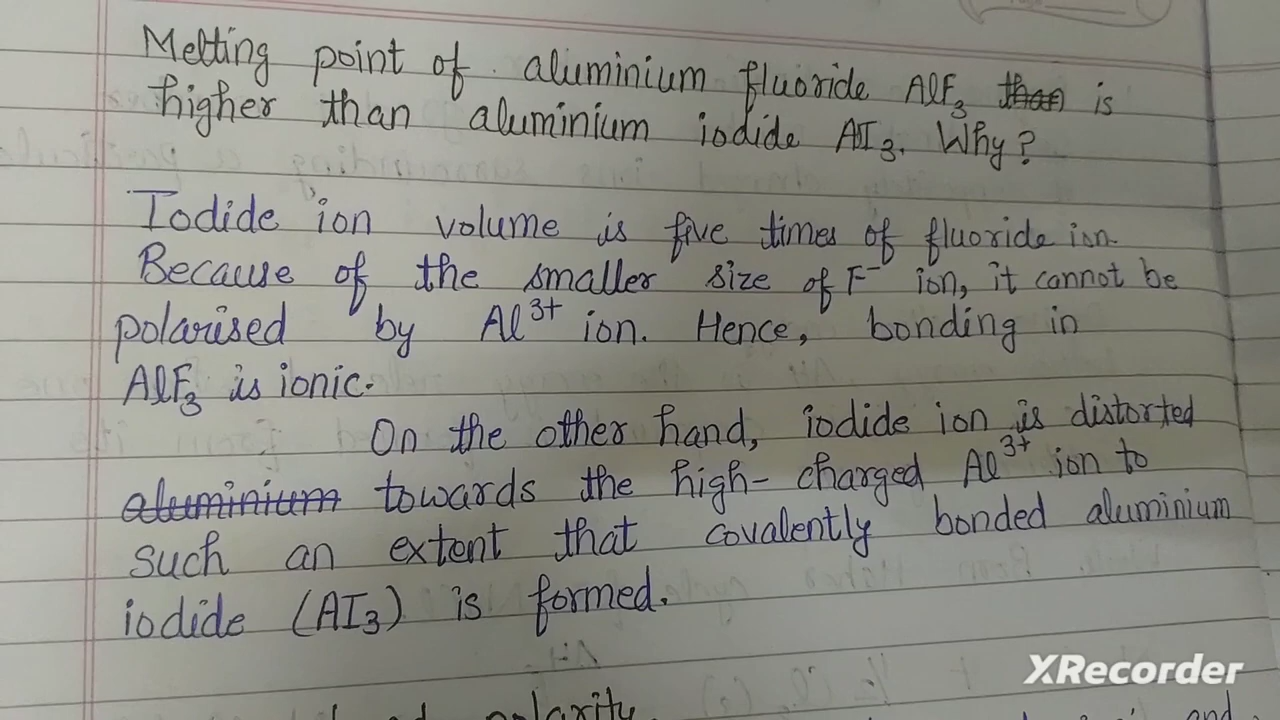 Melting point of aluminium fluoride AlF₃ ~~than~~ is
higher than aluminium iodide AI₃. Why?
Iodide ion volume is five times of fluoride ion.
Because of the smaller size of F⁻ ion, it cannot be
polarised by Al³⁺ ion. Hence, bonding in
AlF₃ is ionic.
On the other hand, iodide ion is distorted
~~aluminium~~ towards the high- charged Al³⁺ ion to
such an extent that covalently bonded aluminium
iodide (AI₃) is formed.
XRecorder
polarity
and